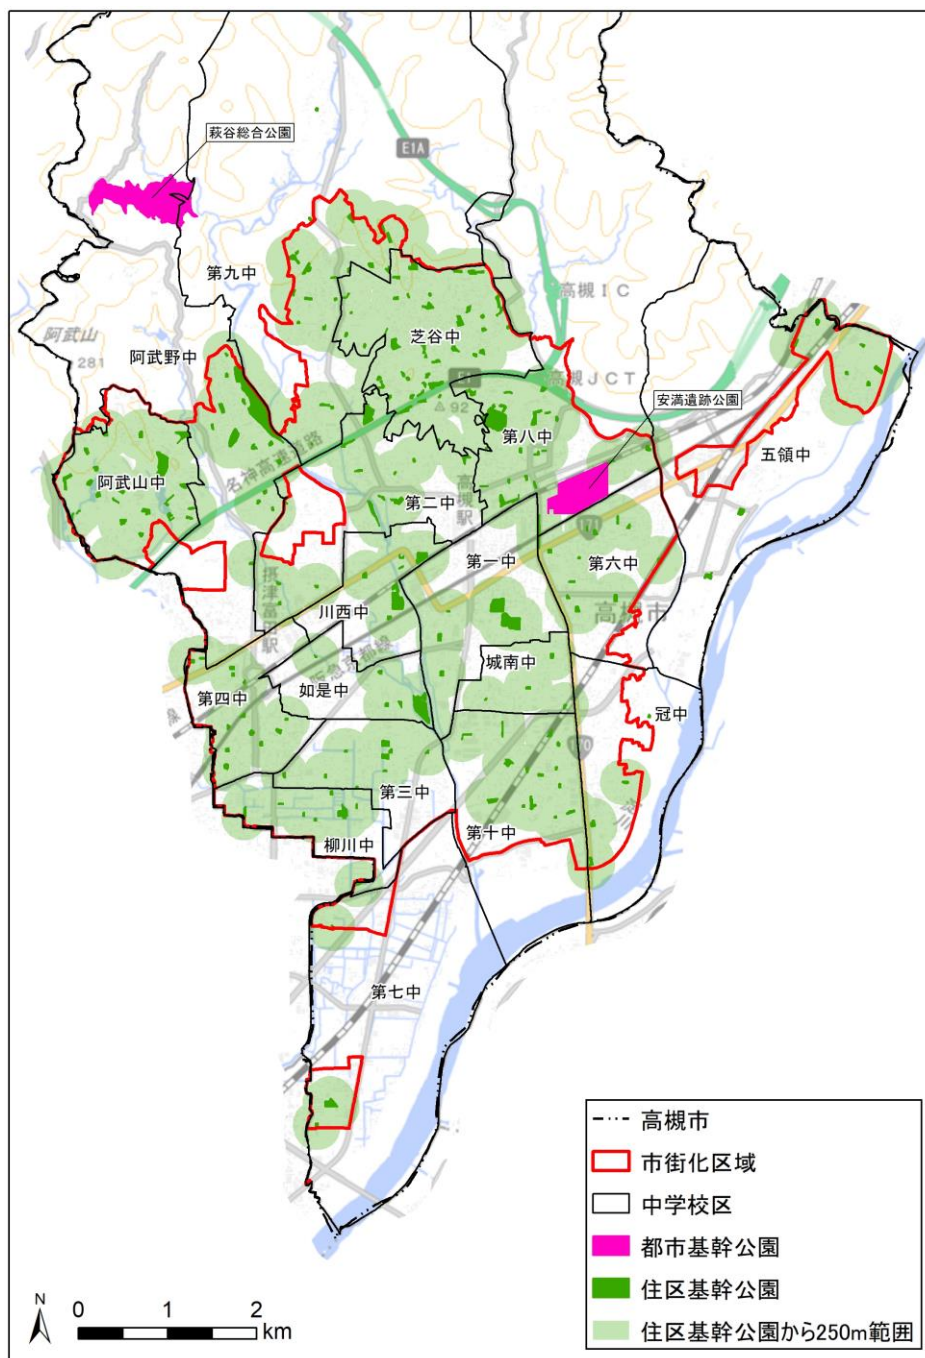 萩谷総合公園
E1A
第九中
高槻IC
芝谷中
阿武山
281
阿武野中
E1
高槻JCT
安満遺跡公園
92
第八中
五領中
名神高速道路
阿武山中
第二中
高槻駅
171
第一中
第六中
摂津富田駅
川西中
高槻市
阪急京都線
城南中
如是中
第四中
冠中
170
第三中
第十中
柳川中
第七中
高槻市
市街化区域
中学校区
都市基幹公園
住区基幹公園
住区基幹公園から250m範囲
N
0 1 2
km